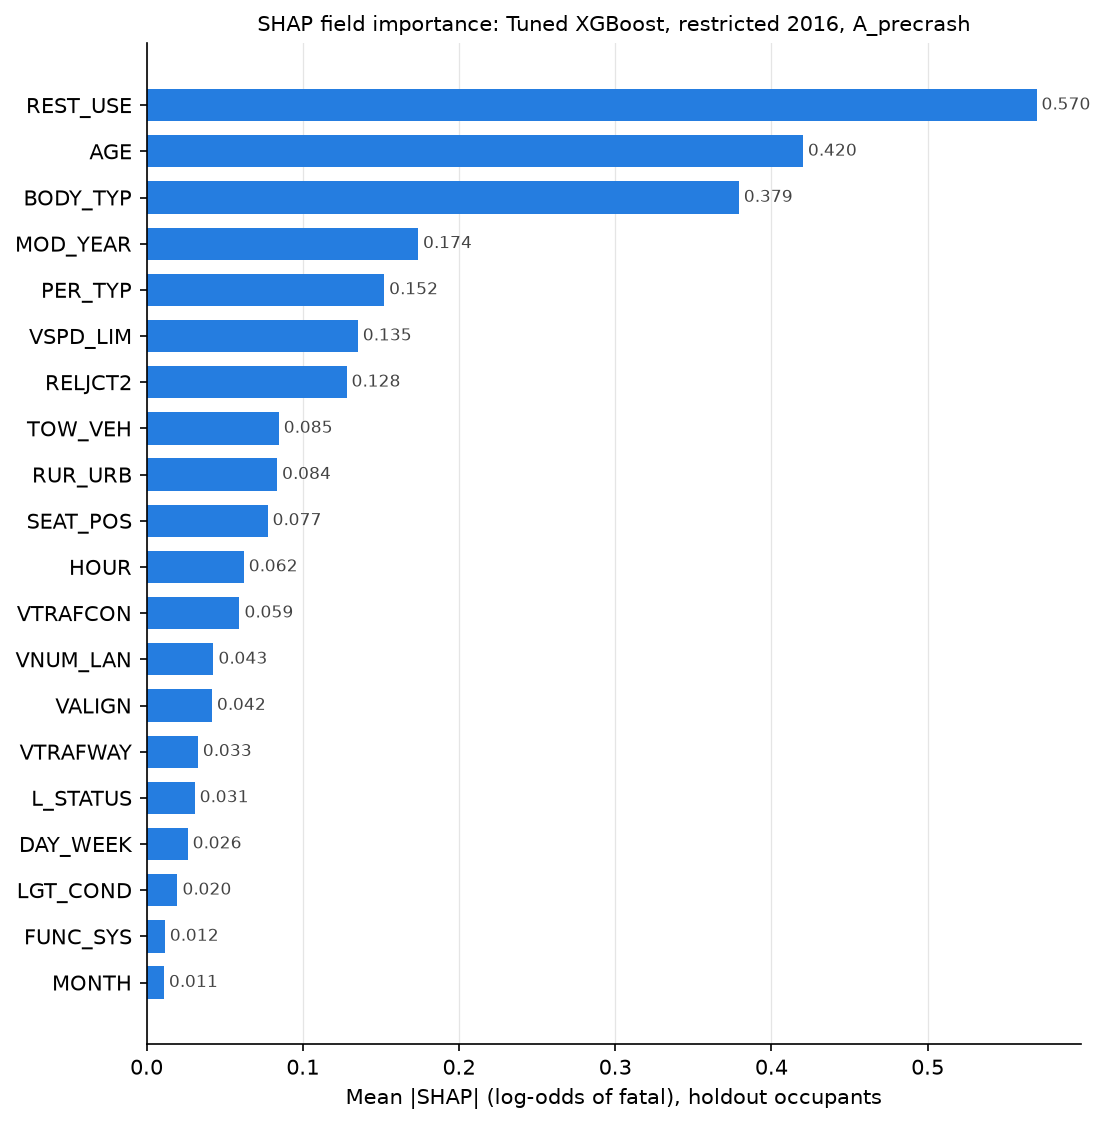 SHAP field importance: Tuned XGBoost, restricted 2016, A_precrash
REST_USE 0.570
AGE 0.420
BODY_TYP 0.379
MOD_YEAR 0.174
PER_TYP 0.152
VSPD_LIM 0.135
RELJCT2 0.128
TOW_VEH 0.085
RUR_URB 0.084
SEAT_POS 0.077
HOUR 0.062
VTRAFCON 0.059
VNUM_LAN 0.043
VALIGN 0.042
VTRAFWAY 0.033
L_STATUS 0.031
DAY_WEEK 0.026
LGT_COND 0.020
FUNC_SYS 0.012
MONTH 0.011
0.0 0.1 0.2 0.3 0.4 0.5
Mean |SHAP| (log-odds of fatal), holdout occupants